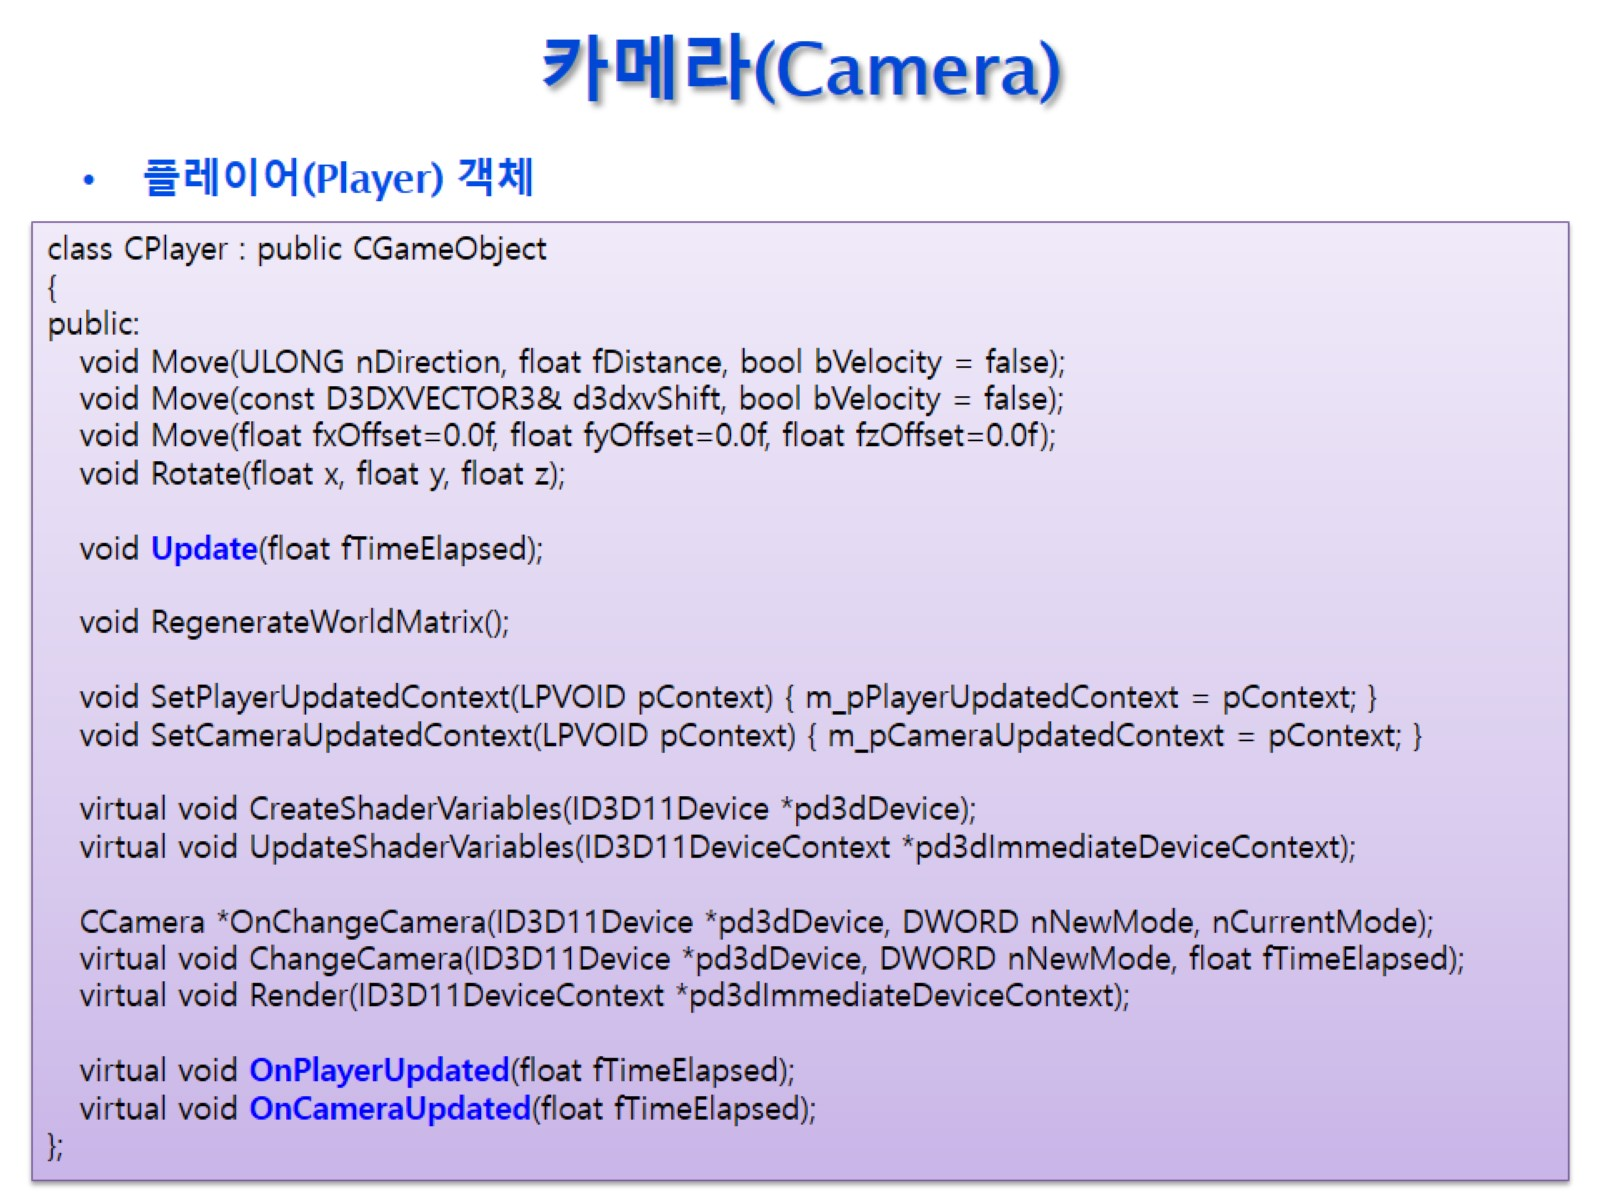 카메라(Camera)
• 플레이어(Player) 객체
class CPlayer : public CGameObject
{
public:
void Move(ULONG nDirection, float fDistance, bool bVelocity = false);
void Move(const D3DXVECTOR3& d3dxvShift, bool bVelocity = false);
void Move(float fxOffset=0.0f, float fyOffset=0.0f, float fzOffset=0.0f);
void Rotate(float x, float y, float z);
void Update(float fTimeElapsed);
void RegenerateWorldMatrix();
void SetPlayerUpdatedContext(LPVOID pContext) { m_pPlayerUpdatedContext = pContext; }
void SetCameraUpdatedContext(LPVOID pContext) { m_pCameraUpdatedContext = pContext; }
virtual void CreateShaderVariables(ID3D11Device *pd3dDevice);
virtual void UpdateShaderVariables(ID3D11DeviceContext *pd3dImmediateDeviceContext);
CCamera *OnChangeCamera(ID3D11Device *pd3dDevice, DWORD nNewMode, nCurrentMode);
virtual void ChangeCamera(ID3D11Device *pd3dDevice, DWORD nNewMode, float fTimeElapsed);
virtual void Render(ID3D11DeviceContext *pd3dImmediateDeviceContext);
virtual void OnPlayerUpdated(float fTimeElapsed);
virtual void OnCameraUpdated(float fTimeElapsed);
};